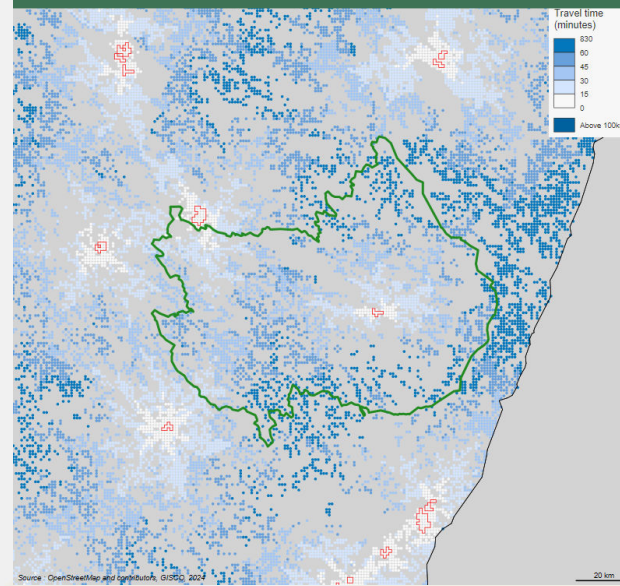 Travel time
(minutes)
830
60
45
30
15
0
Above 100k
Source : OpenStreetMap and contributors, GISCO, 2024
20 km